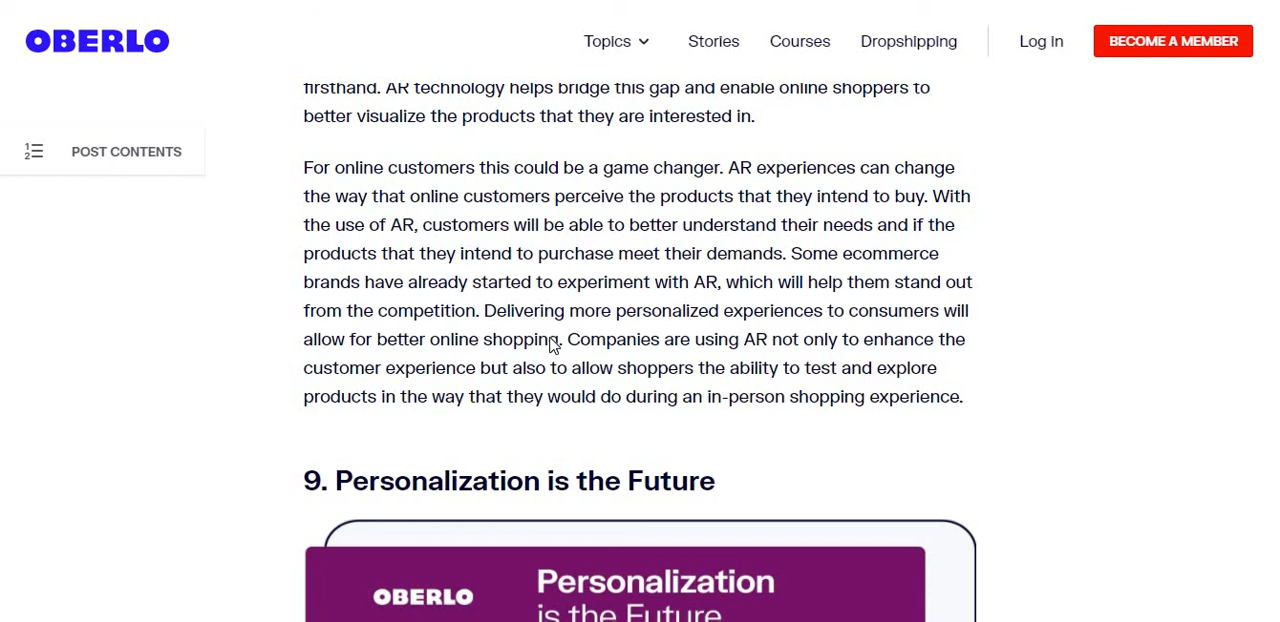 OBERLO
Topics
Stories
Courses
Dropshipping
Log In
BECOME A MEMBER
firsthand. AR technology helps bridge this gap and enable online shoppers to
better visualize the products that they are interested in.
POST CONTENTS
For online customers this could be a game changer. AR experiences can change
the way that online customers perceive the products that they intend to buy. With
the use of AR, customers will be able to better understand their needs and if the
products that they intend to purchase meet their demands. Some ecommerce
brands have already started to experiment with AR, which will help them stand out
from the competition. Delivering more personalized experiences to consumers will
allow for better online shopping. Companies are using AR not only to enhance the
customer experience but also to allow shoppers the ability to test and explore
products in the way that they would do during an in-person shopping experience.
9. Personalization is the Future
OBERLO
Personalization
is the Future